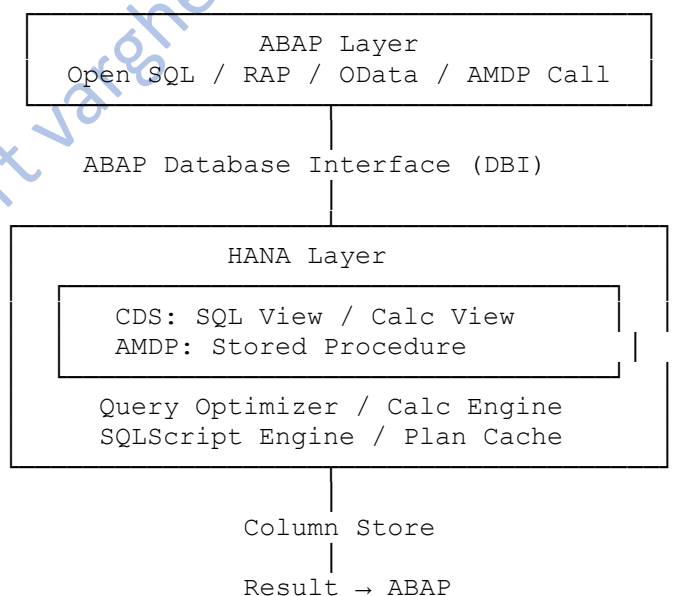 ABAP Layer
Open SQL / RAP / OData / AMDP Call
ABAP Database Interface (DBI)
HANA Layer
CDS: SQL View / Calc View
AMDP: Stored Procedure
Query Optimizer / Calc Engine
SQLScript Engine / Plan Cache
Column Store
Result → ABAP